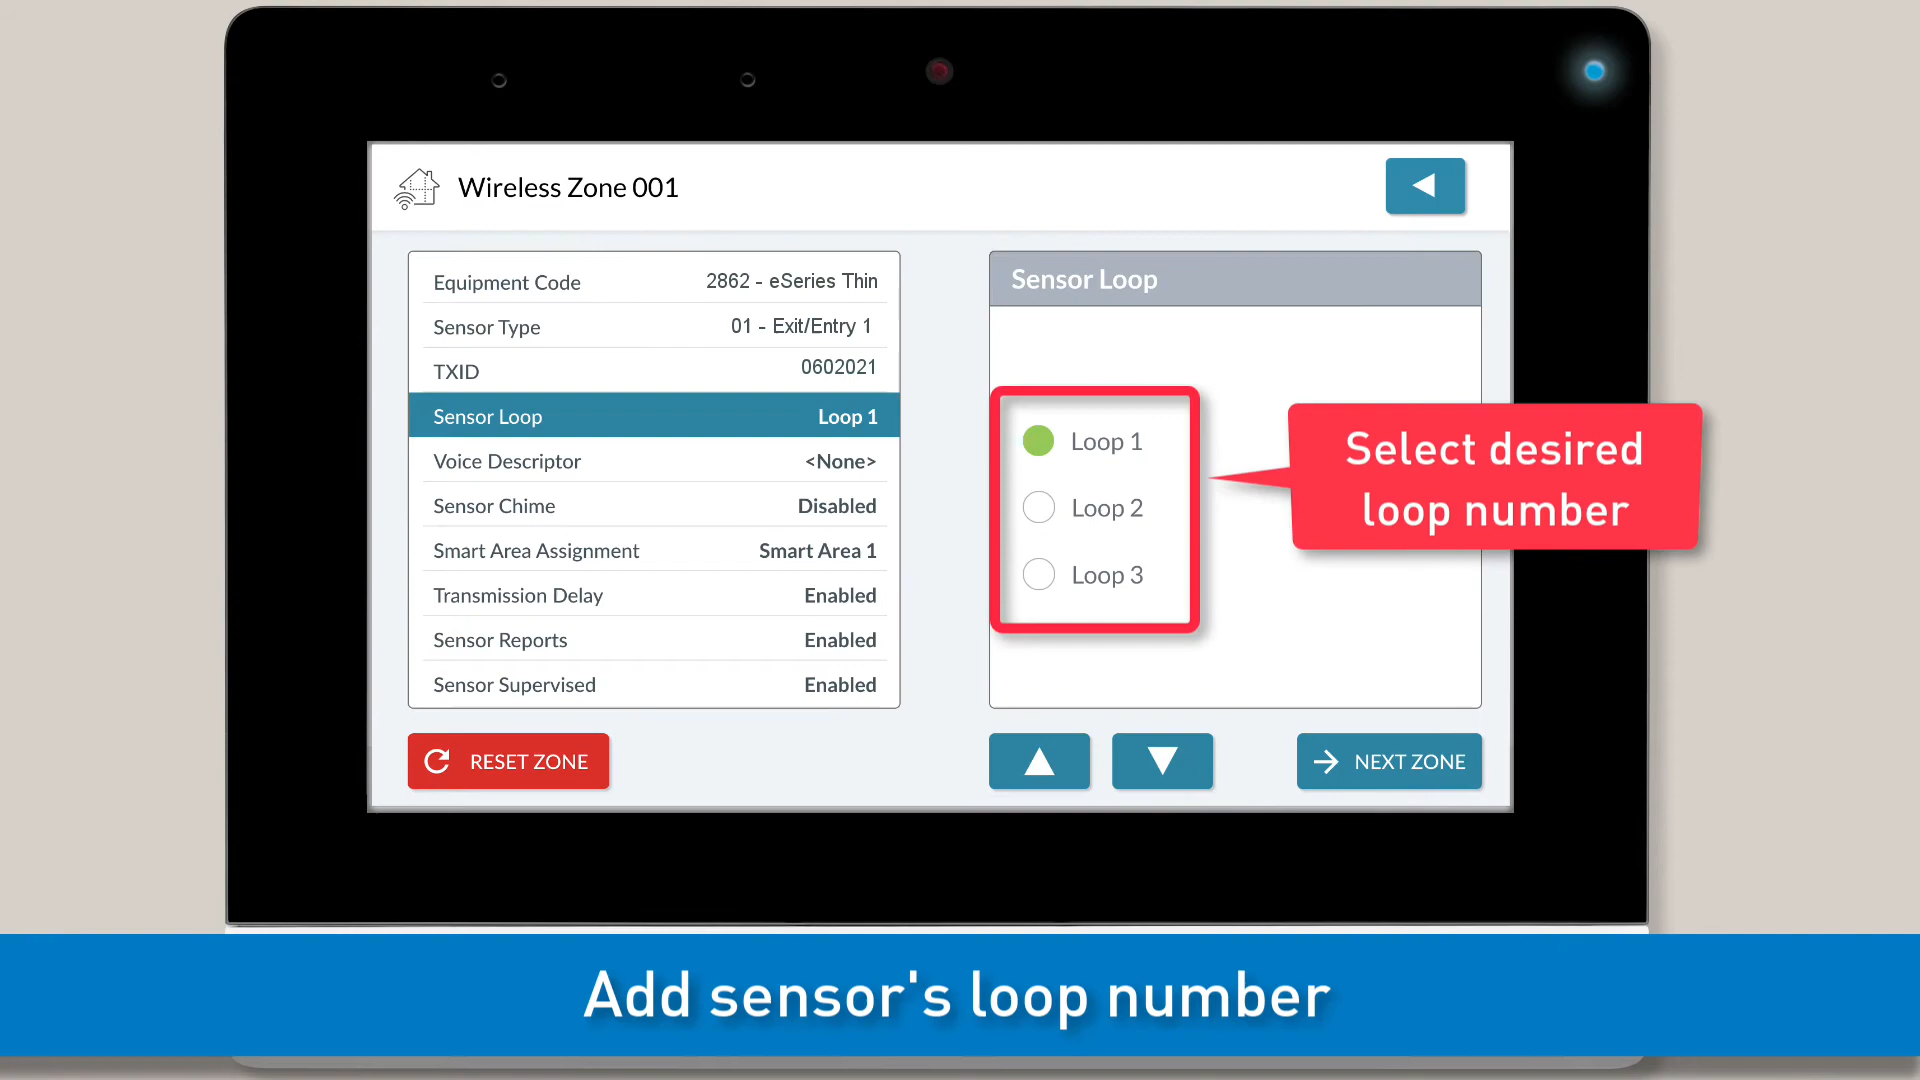 Wireless Zone 001
Equipment Code 2862 - eSeries Thin
Sensor Type 01 - Exit/Entry 1
TXID 0602021
Sensor Loop Loop 1
Voice Descriptor <None>
Sensor Chime Disabled
Smart Area Assignment Smart Area 1
Transmission Delay Enabled
Sensor Reports Enabled
Sensor Supervised Enabled
RESET ZONE
Sensor Loop
Loop 1
Loop 2
Loop 3
Select desired
loop number
NEXT ZONE
Add sensor's loop number